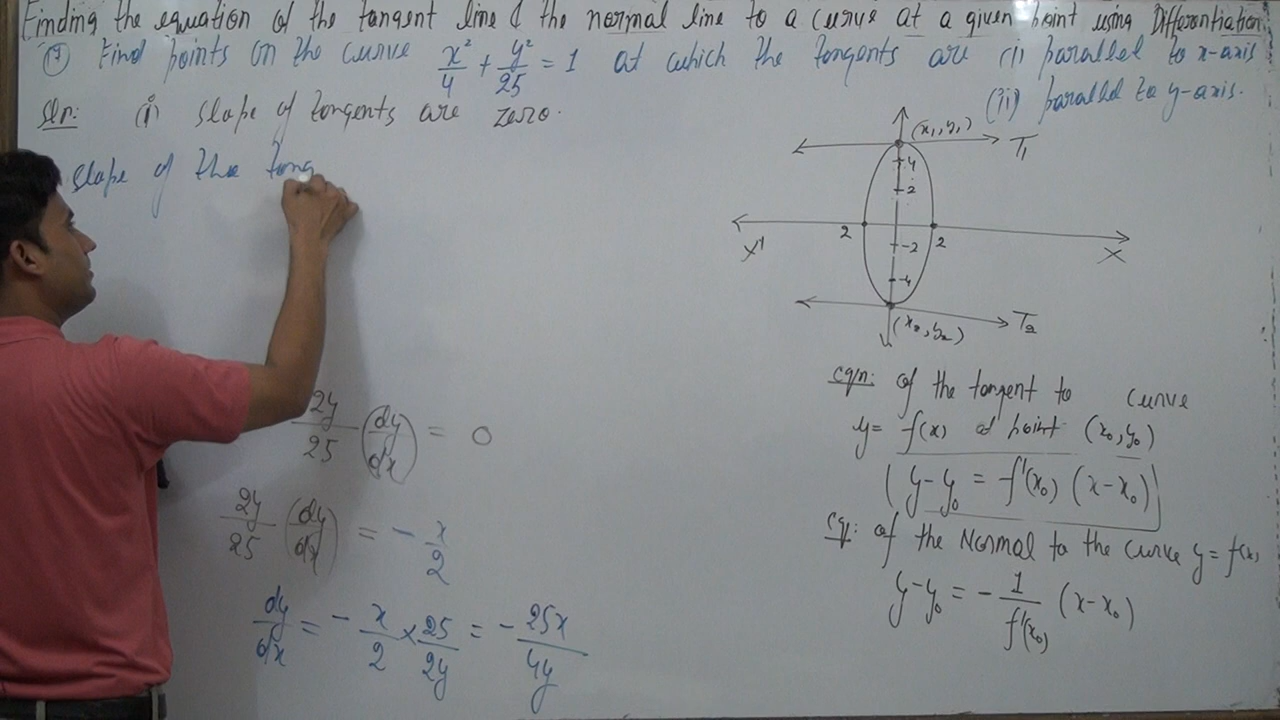 Finding the equation of the tangent line & the normal line to a curve at a given point using Differentiation
Find points on the curve x²/4 + y²/25 = 1 at which the tangents are (i) parallel to x-axis
(ii) parallel to y-axis.
Sln: (i) slope of tangents are zero.
slope of the tang
(x₁, y₁)
T₁
4
2
2
2
X'
X
-2
-4
(x₂, y₂)
T₂
2y/25 (dy/dx) = 0
2y/25 (dy/dx) = - x/2
dy/dx = - x/2 × 25/2y = - 25x/4y
eqn: of the tangent to curve
y = f(x) at point (x₀, y₀)
(y-y₀ = f'(x₀) (x-x₀))
eq: of the Normal to the curve y = f(x)
y-y₀ = - 1/f'(x₀) (x-x₀)